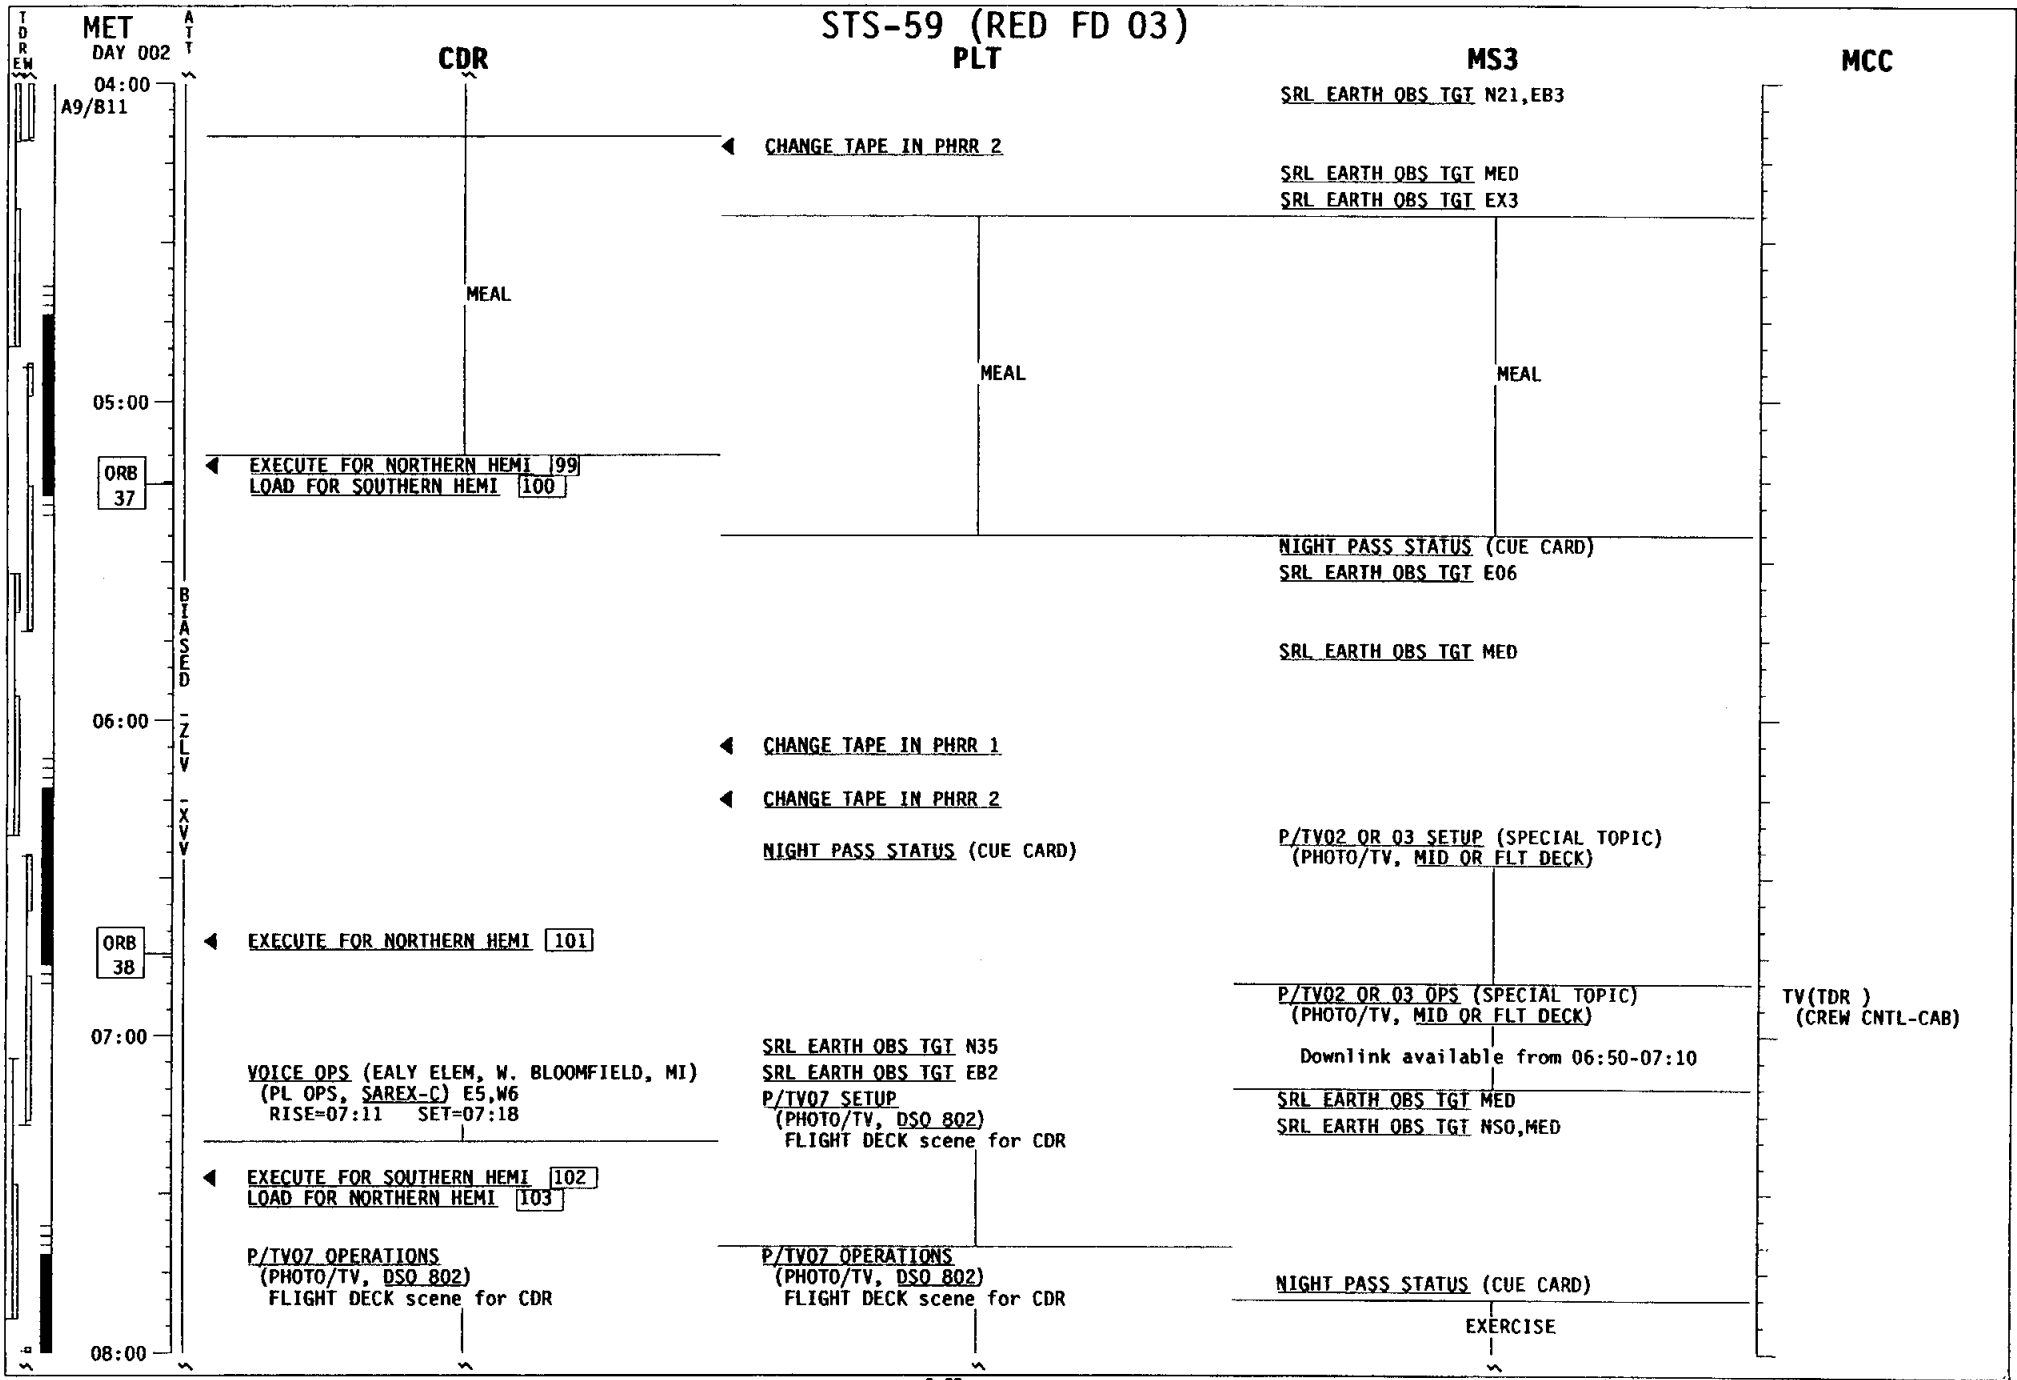 STS-59 (RED FD 03)
TDRE W
MET
DAY 002
ATT
CDR
PLT
MS3
MCC
04:00
A9/B11
SRL EARTH OBS TGT N21,EB3
CHANGE TAPE IN PHRR 2
SRL EARTH OBS TGT MED
SRL EARTH OBS TGT EX3
MEAL
MEAL
MEAL
05:00
ORB
37
EXECUTE FOR NORTHERN HEMI 99
LOAD FOR SOUTHERN HEMI 100
NIGHT PASS STATUS (CUE CARD)
SRL EARTH OBS TGT E06
BIASED -ZLV -XVV
SRL EARTH OBS TGT MED
06:00
CHANGE TAPE IN PHRR 1
CHANGE TAPE IN PHRR 2
NIGHT PASS STATUS (CUE CARD)
P/TV02 OR 03 SETUP (SPECIAL TOPIC)
(PHOTO/TV, MID OR FLT DECK)
ORB
38
EXECUTE FOR NORTHERN HEMI 101
P/TV02 OR 03 OPS (SPECIAL TOPIC)
(PHOTO/TV, MID OR FLT DECK)
TV(TDR )
(CREW CNTL-CAB)
07:00
SRL EARTH OBS TGT N35
Downlink available from 06:50-07:10
VOICE OPS (EALY ELEM, W. BLOOMFIELD, MI)
(PL OPS, SAREX-C) E5,W6
RISE=07:11 SET=07:18
SRL EARTH OBS TGT EB2
P/TV07 SETUP
(PHOTO/TV, DSO 802)
FLIGHT DECK scene for CDR
SRL EARTH OBS TGT MED
SRL EARTH OBS TGT NSO,MED
EXECUTE FOR SOUTHERN HEMI 102
LOAD FOR NORTHERN HEMI 103
P/TV07 OPERATIONS
(PHOTO/TV, DSO 802)
FLIGHT DECK scene for CDR
P/TV07 OPERATIONS
(PHOTO/TV, DSO 802)
FLIGHT DECK scene for CDR
NIGHT PASS STATUS (CUE CARD)
EXERCISE
08:00